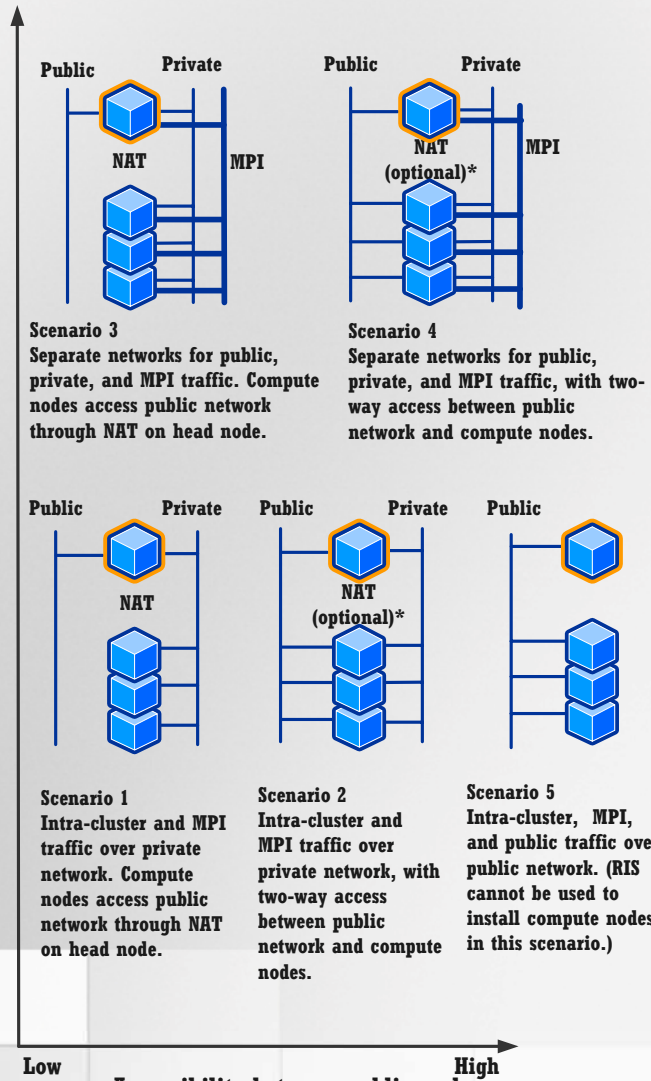 Public Private
NAT
MPI
Scenario 3
Separate networks for public,
private, and MPI traffic. Compute
nodes access public network
through NAT on head node.
Public Private
NAT
(optional)*
MPI
Scenario 4
Separate networks for public,
private, and MPI traffic, with two-
way access between public
network and compute nodes.
Public Private
NAT
Scenario 1
Intra-cluster and MPI
traffic over private
network. Compute
nodes access public
network through NAT
on head node.
Public Private
NAT
(optional)*
Scenario 2
Intra-cluster and
MPI traffic over
private network, with
two-way access
between public
network and compute
nodes.
Public
Scenario 5
Intra-cluster, MPI,
and public traffic ove
public network. (RIS
cannot be used to
install compute nodes
in this scenario.)
Low High
between